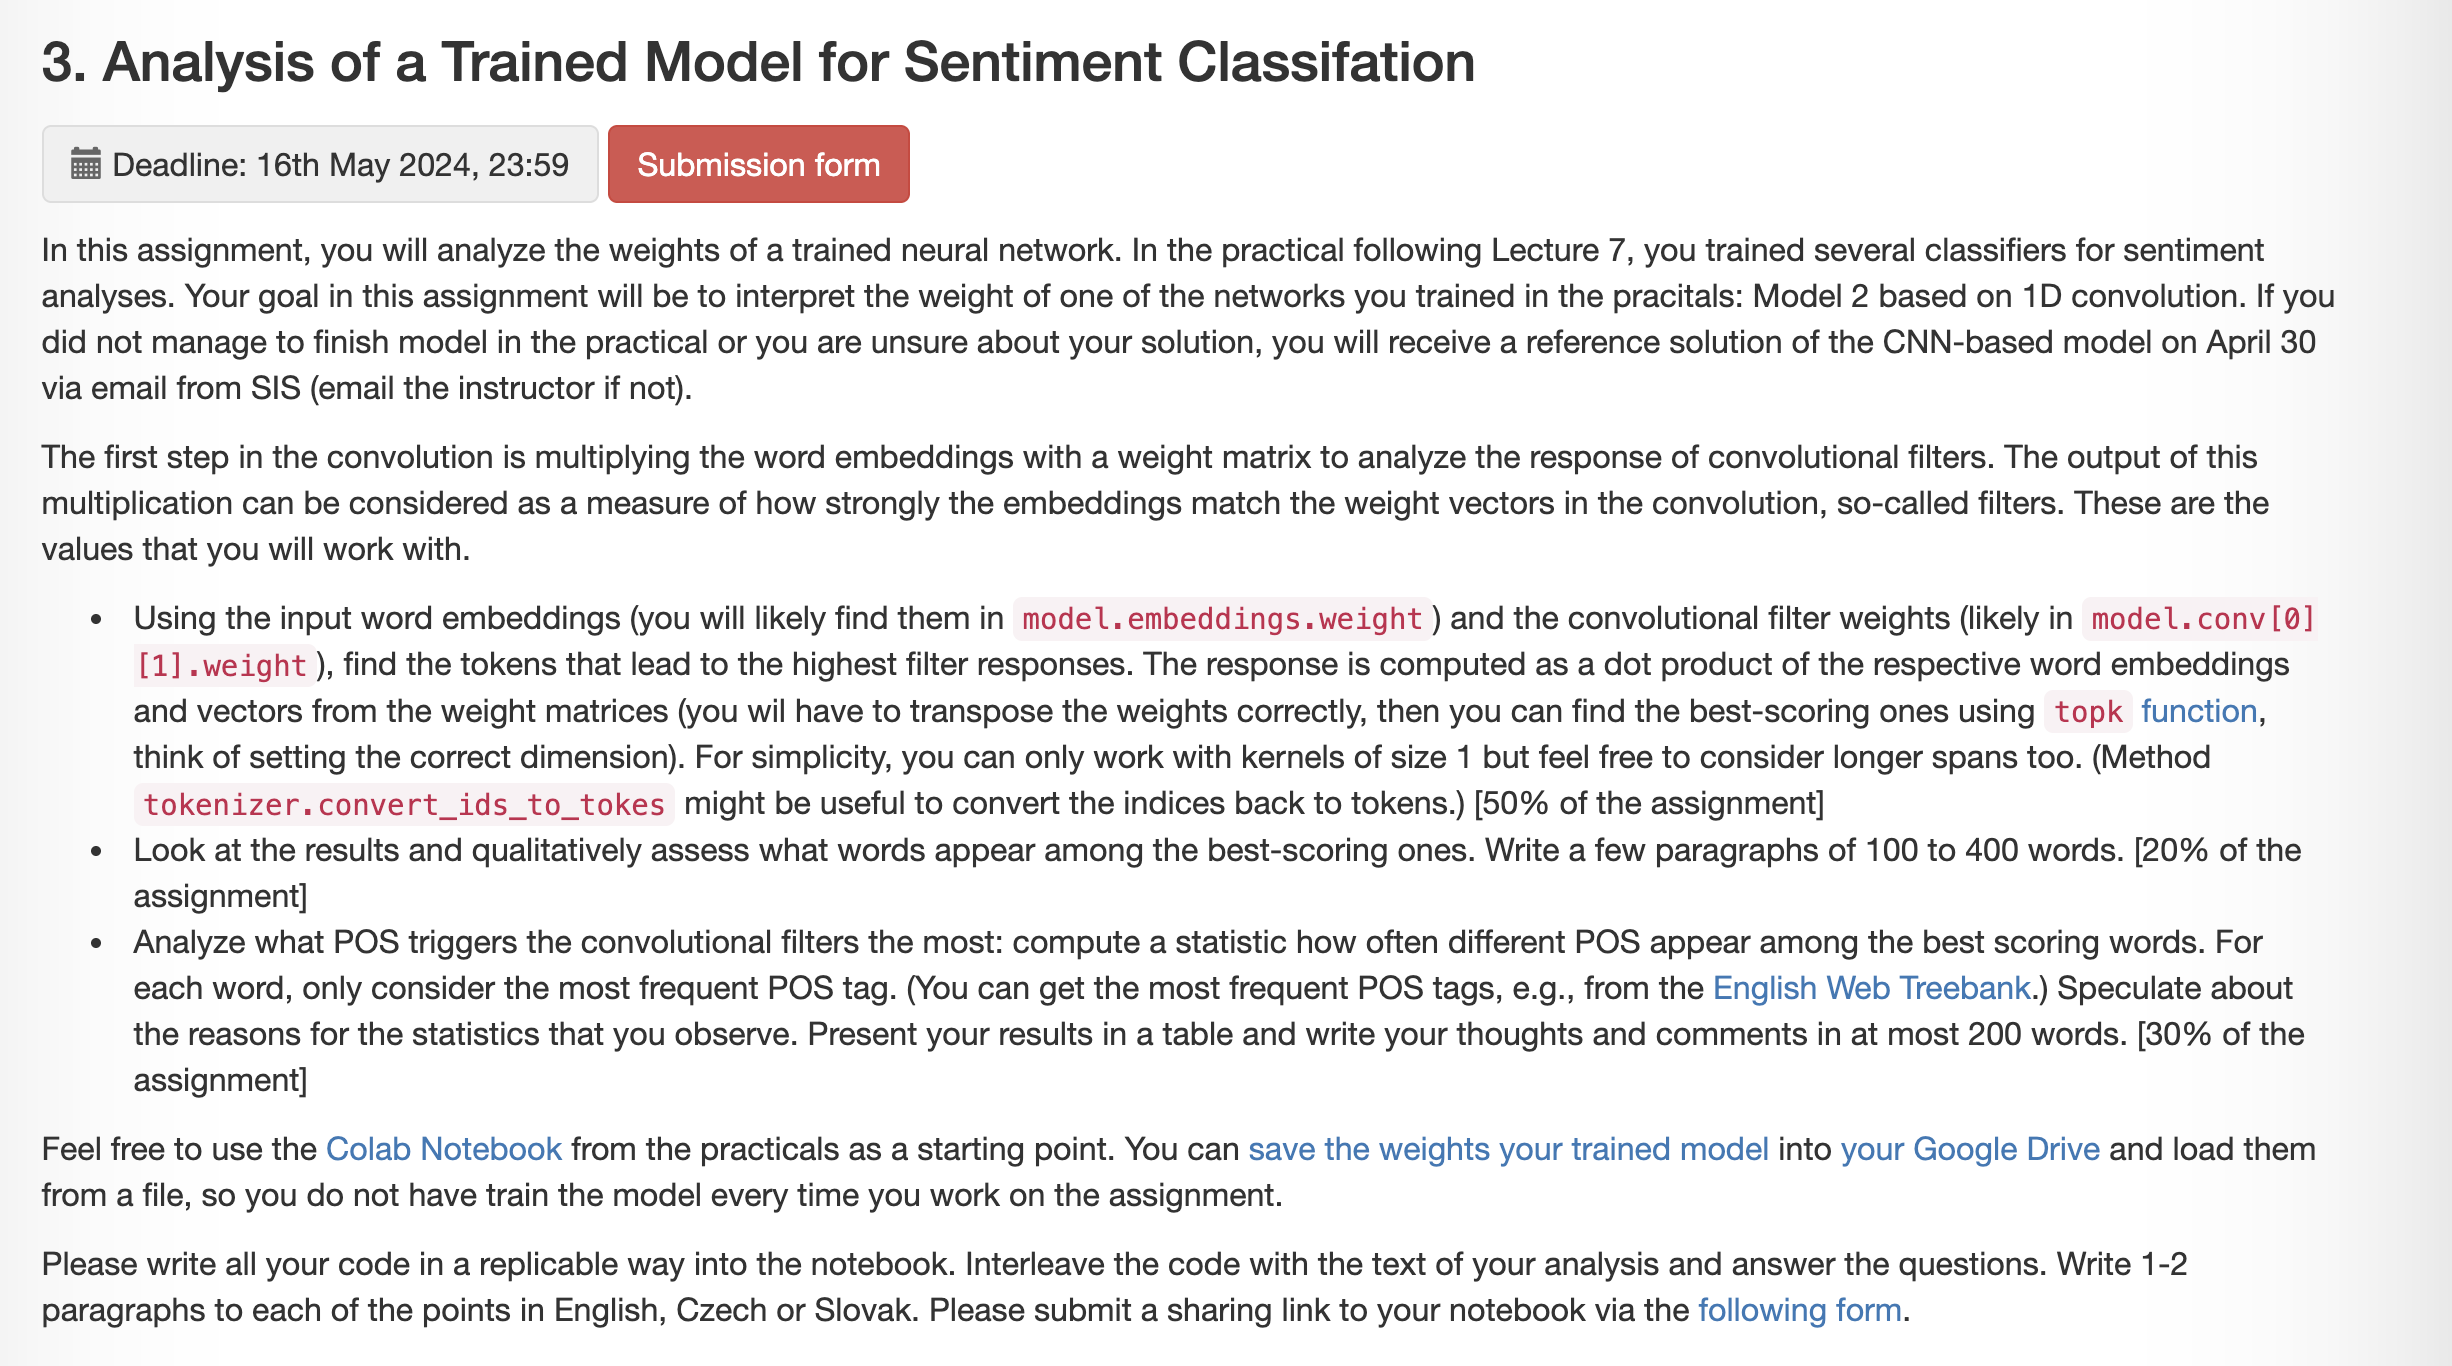 3. Analysis of a Trained Model for Sentiment Classifation
Deadline: 16th May 2024, 23:59
Submission form
In this assignment, you will analyze the weights of a trained neural network. In the practical following Lecture 7, you trained several classifiers for sentiment
analyses. Your goal in this assignment will be to interpret the weight of one of the networks you trained in the pracitals: Model 2 based on 1D convolution. If you
did not manage to finish model in the practical or you are unsure about your solution, you will receive a reference solution of the CNN-based model on April 30
via email from SIS (email the instructor if not).
The first step in the convolution is multiplying the word embeddings with a weight matrix to analyze the response of convolutional filters. The output of this
multiplication can be considered as a measure of how strongly the embeddings match the weight vectors in the convolution, so-called filters. These are the
values that you will work with.
• Using the input word embeddings (you will likely find them in model.embeddings.weight) and the convolutional filter weights (likely in model.conv[0]
[1].weight), find the tokens that lead to the highest filter responses. The response is computed as a dot product of the respective word embeddings
and vectors from the weight matrices (you wil have to transpose the weights correctly, then you can find the best-scoring ones using topk function,
think of setting the correct dimension). For simplicity, you can only work with kernels of size 1 but feel free to consider longer spans too. (Method
tokenizer.convert_ids_to_tokes might be useful to convert the indices back to tokens.) [50% of the assignment]
• Look at the results and qualitatively assess what words appear among the best-scoring ones. Write a few paragraphs of 100 to 400 words. [20% of the
assignment]
• Analyze what POS triggers the convolutional filters the most: compute a statistic how often different POS appear among the best scoring words. For
each word, only consider the most frequent POS tag. (You can get the most frequent POS tags, e.g., from the English Web Treebank.) Speculate about
the reasons for the statistics that you observe. Present your results in a table and write your thoughts and comments in at most 200 words. [30% of the
assignment]
Feel free to use the Colab Notebook from the practicals as a starting point. You can save the weights your trained model into your Google Drive and load them
from a file, so you do not have train the model every time you work on the assignment.
Please write all your code in a replicable way into the notebook. Interleave the code with the text of your analysis and answer the questions. Write 1-2
paragraphs to each of the points in English, Czech or Slovak. Please submit a sharing link to your notebook via the following form.